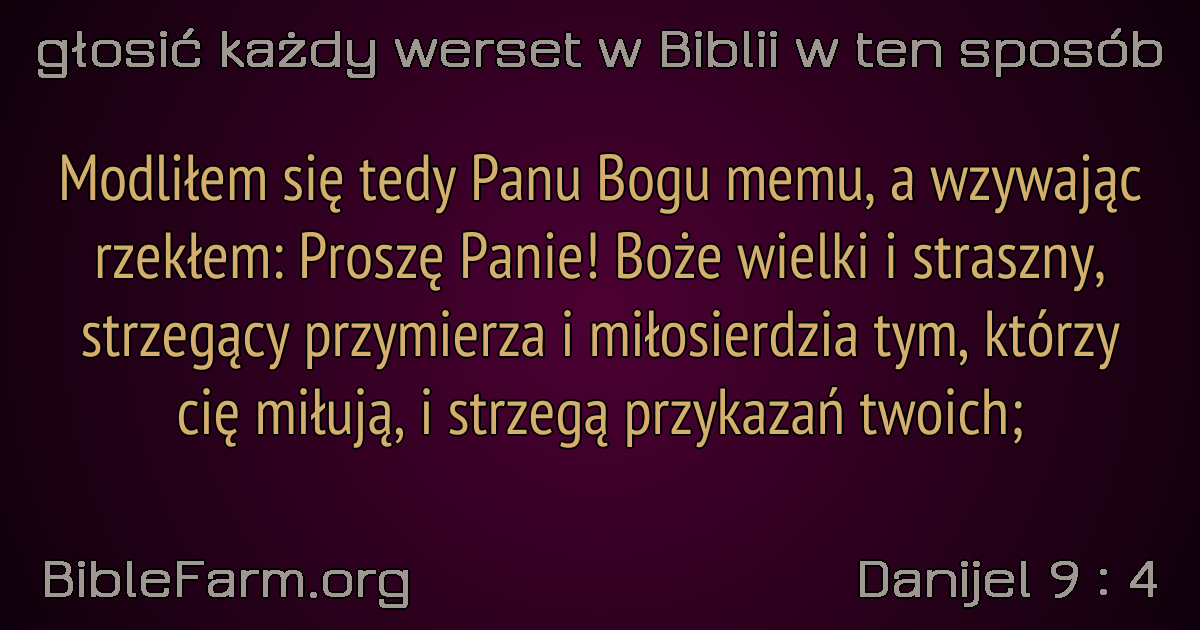 głosić każdy werset w Biblii w ten sposób
Modliłem się tedy Panu Bogu memu, a wzywając
rzekłem: Proszę Panie! Boże wielki i straszny,
strzegący przymierza i miłosierdzia tym, którzy
cię miłują, i strzegą przykazań twoich;
BibleFarm.org
Danijel 9 : 4